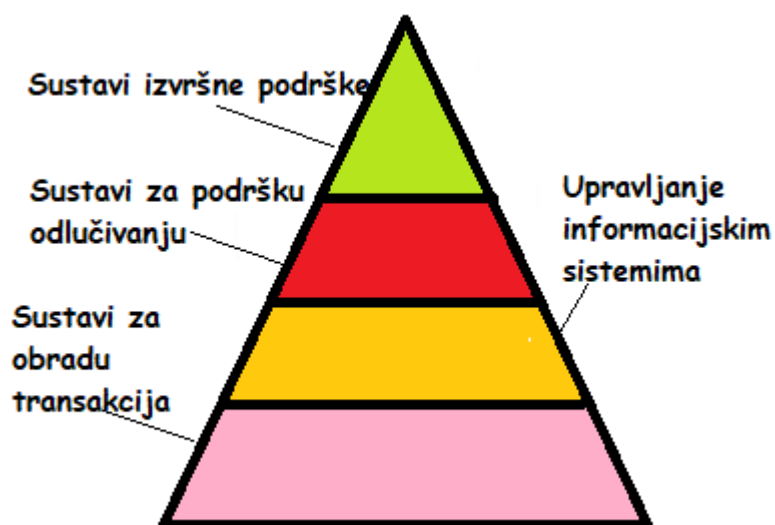 Sustavi izvršne podrške
Sustavi za podršku
odlučivanju
Upravljanje
informacijskim
sistemima
Sustavi za
obradu
transakcija